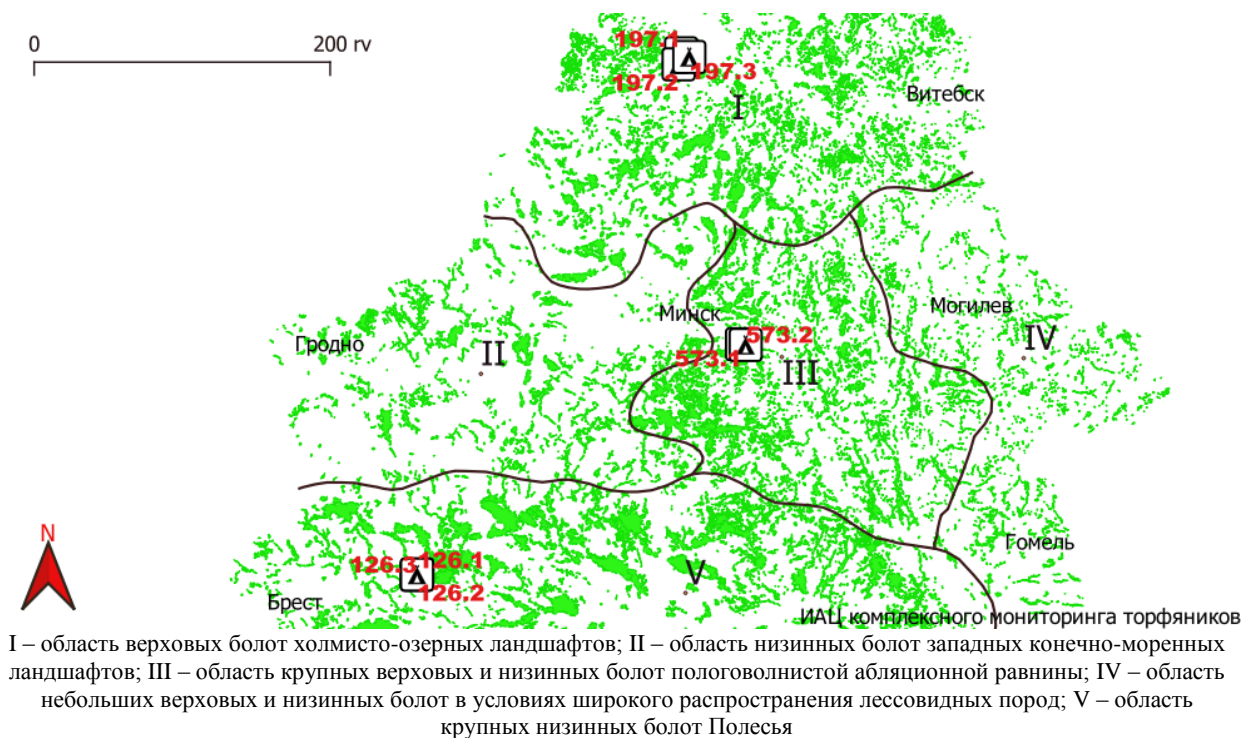 0
200 rv
197.1
197.2
197.3
I
Витебск
Могилев
Минск
573.2
573.1
Гродно
II
III
IV
N
126.3
126.1
126.2
V
Гомель
Брест
ИАЦ комплексного мониторинга торфяников
I – область верховых болот холмисто-озерных ландшафтов; II – область низинных болот западных конечно-моренных
ландшафтов; III – область крупных верховых и низинных болот пологоволнистой абляционной равнины; IV – область
небольших верховых и низинных болот в условиях широкого распространения лессовидных пород; V – область
крупных низинных болот Полесья